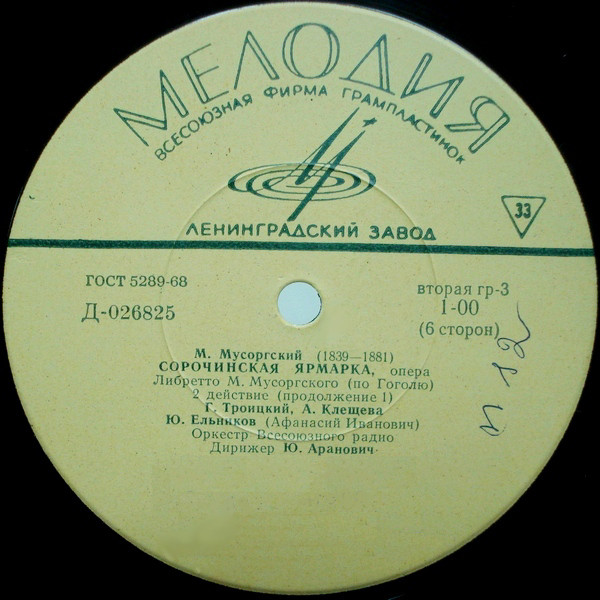 МЕЛОДИЯ
ВСЕСОЮЗНАЯ ФИРМА ГРАМПЛАСТИНОК
ЛЕНИНГРАДСКИЙ ЗАВОД
33
ГОСТ 5289-68
Д-026825
вторая гр-3
1-00
(6 сторон)
М. Мусоргский (1839—1881)
СОРОЧИНСКАЯ ЯРМАРКА, опера
Либретто М. Мусоргского (по Гоголю)
2 действие (продолжение 1)
Г. Троицкий, А. Клещева
Ю. Ельников (Афанасий Иванович)
Оркестр Всесоюзного радио
Дирижер Ю. Аранович